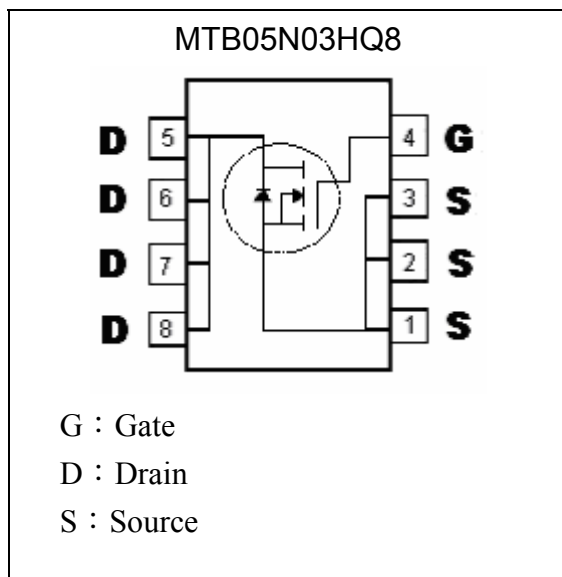 MTB05N03HQ8
D 5 4 G
D 6 3 S
D 7 2 S
D 8 1 S
G：Gate
D：Drain
S：Source